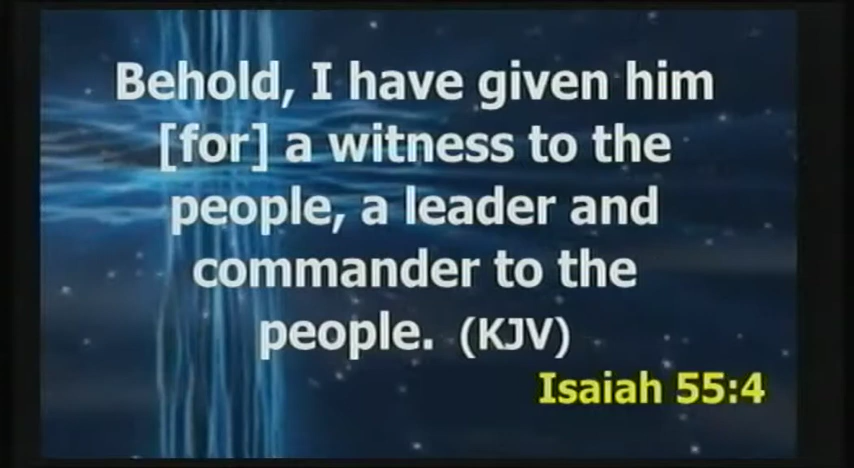 Behold, I have given him
[for] a witness to the
people, a leader and
commander to the
people. (KJV)
Isaiah 55:4